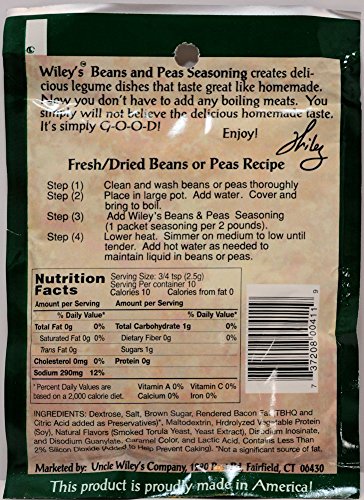 Wiley's® Beans and Peas Seasoning creates deli-
cious legume dishes that taste great like homemade.
Now you don't have to add any boiling meats. You
simply will not believe the delicious homemade taste.
It's simply G-O-O-D!
Enjoy!
Wiley
Fresh/Dried Beans or Peas Recipe
Step (1) Clean and wash beans or peas thoroughly
Step (2) Place in large pot. Add water. Cover and
bring to boil.
Step (3) Add Wiley's Beans & Peas Seasoning
(1 packet seasoning per 2 pounds).
Step (4) Lower heat. Simmer on medium to low until
tender. Add hot water as needed to
maintain liquid in beans or peas.
Nutrition
Facts
Serving Size: 3/4 tsp (2.5g)
Serving Per container 10
Calories 10 Calories from fat 0
Amount per Serving Amount per Serving
% Daily Value* % Daily Value*
Total Fat 0g 0% Total Carbohydrate 1g 0%
Saturated Fat 0g 0% Dietary Fiber 0g 0%
Trans Fat 0g Sugars 1g
Cholesterol 0mg 0% Protein 0g
Sodium 290mg 12%
* Percent Daily Values are
based on a 2,000 calorie diet.
Vitamin A 0% Vitamin C 0%
Calcium 0% Iron 0%
7 37208 00411 9
INGREDIENTS: Dextrose, Salt, Brown Sugar, Rendered Bacon Fat, TBHQ and
Citric Acid added as Preservatives)*, Maltodextrin, Hydrolyzed Vegetable Protein
Soy), Natural Flavors (Smoked Torula Yeast, Yeast Extract), Disodium Inosinate,
and Disodium Guanylate, Caramel Color, and Lactic Acid, Contains Less Than
2% Silicon Dioxide Added To Help Prevent Caking). *Not a significant source of fat.
Marketed by: Uncle Wiley's Company, Fairfield, CT 06430
This product is proudly made in America!